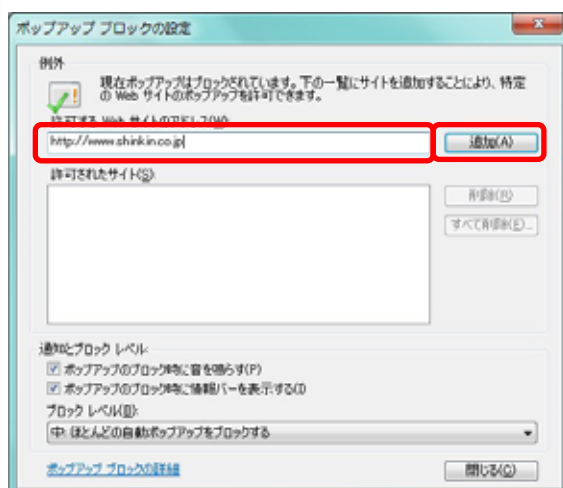 ポップアップ ブロックの設定
例外
現在ポップアップはブロックされています。下の一覧にサイトを追加することにより、特定
の Web サイトのポップアップを許可できます。
許可する Web サイトのアドレス(W):
http://www.shinkin.co.jp
追加(A)
許可されたサイト(S):
削除(R)
すべて削除(E)...
通知とブロック レベル:
ポップアップのブロック時に音を鳴らす(P)
ポップアップのブロック時に情報バーを表示する(I)
ブロック レベル(B):
中: ほとんどの自動ポップアップをブロックする
ポップアップ ブロックの詳細
閉じる(C)